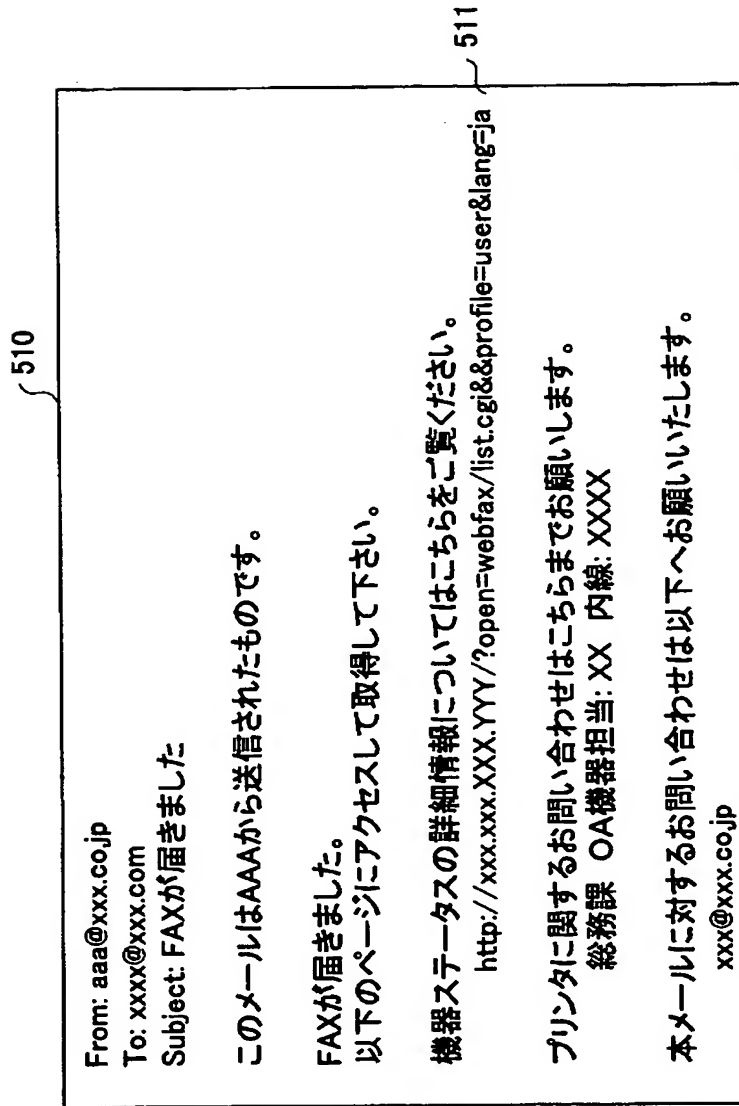 510
From: aaa@xxx.co.jp
To: xxxx@xxx.com
Subject: FAXが届きました
このメールはAAAから送信されたものです。
FAXが届きました。
以下のページにアクセスして取得して下さい。
機器ステータスの詳細情報についてはこちらをご覧ください。
http://xxx.xxx.XXX.YYY/?open=webfax/list.cgi&&profile=user&lang=ja
511
プリンタに関するお問い合わせはこちらまでお願いします。
総務課 OA機器担当: XX 内線: XXXX
本メールに対するお問い合わせは以下へお願いいたします。
xxx@xxx.co.jp